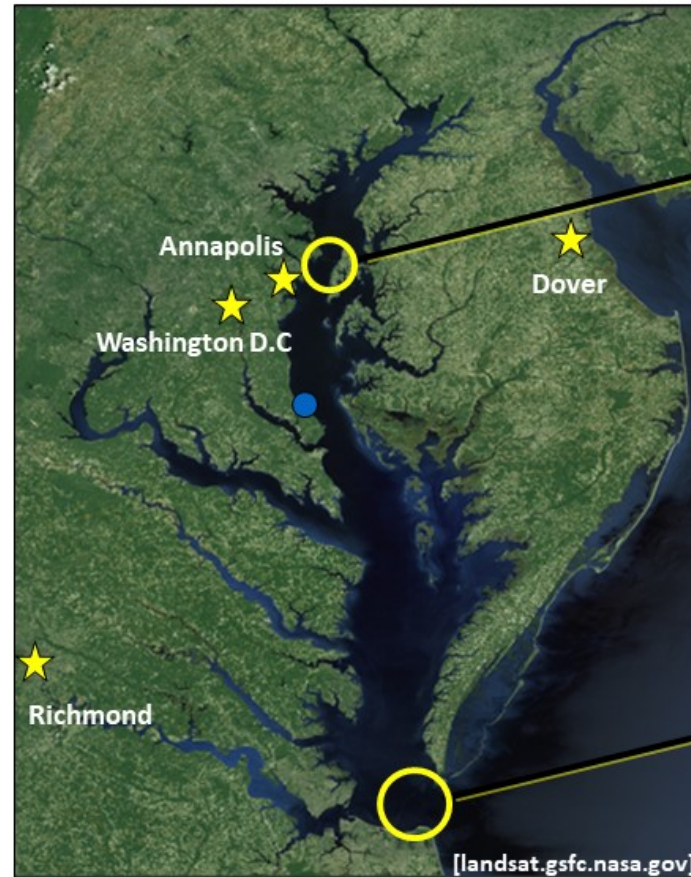 Annapolis
Dover
Washington D.C
Richmond
[landsat.gsfc.nasa.gov]